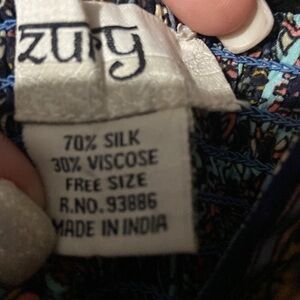 zury
70% SILK
30% VISCOSE
FREE SIZE
R.NO. 93886
MADE IN INDIA